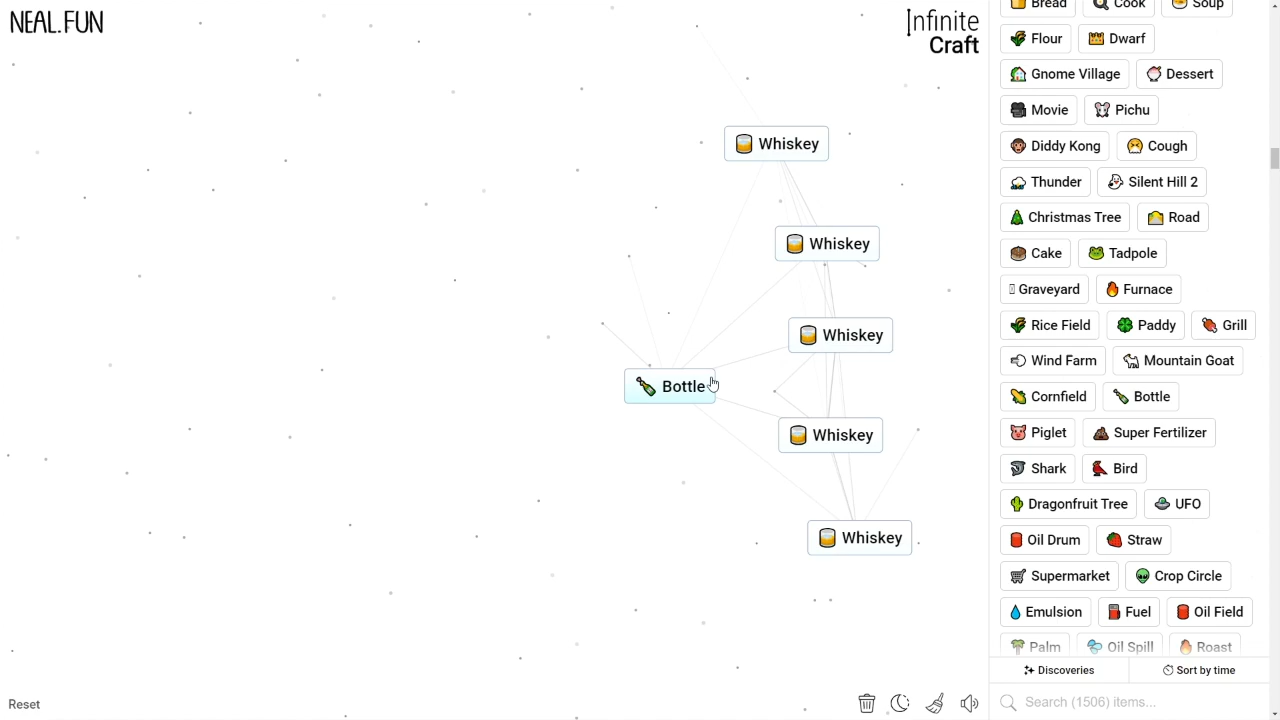 NEAL.FUN
Infinite
Craft
Whiskey
Whiskey
Whiskey
Bottle
Whiskey
Whiskey
Reset
Bread Cook Soup
Flour Dwarf
Gnome Village Dessert
Movie Pichu
Diddy Kong Cough
Thunder Silent Hill 2
Christmas Tree Road
Cake Tadpole
Graveyard Furnace
Rice Field Paddy Grill
Wind Farm Mountain Goat
Cornfield Bottle
Piglet Super Fertilizer
Shark Bird
Dragonfruit Tree UFO
Oil Drum Straw
Supermarket Crop Circle
Emulsion Fuel Oil Field
Palm Oil Spill Roast
Discoveries Sort by time
Search (1506) items...